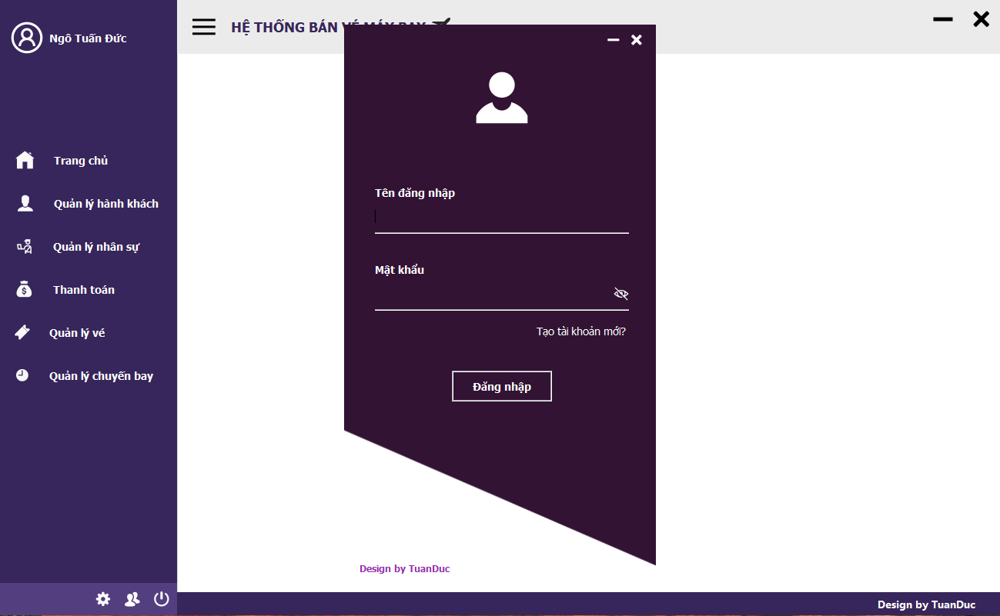 Ngô Tuấn Đức
HỆ THỐNG BÁN VÉ MÁY BAY
Trang chủ
Quản lý hành khách
Quản lý nhân sự
Thanh toán
Quản lý vé
Quản lý chuyến bay
Tên đăng nhập
Mật khẩu
Tạo tài khoản mới?
Đăng nhập
Design by TuanDuc
Design by TuanDuc